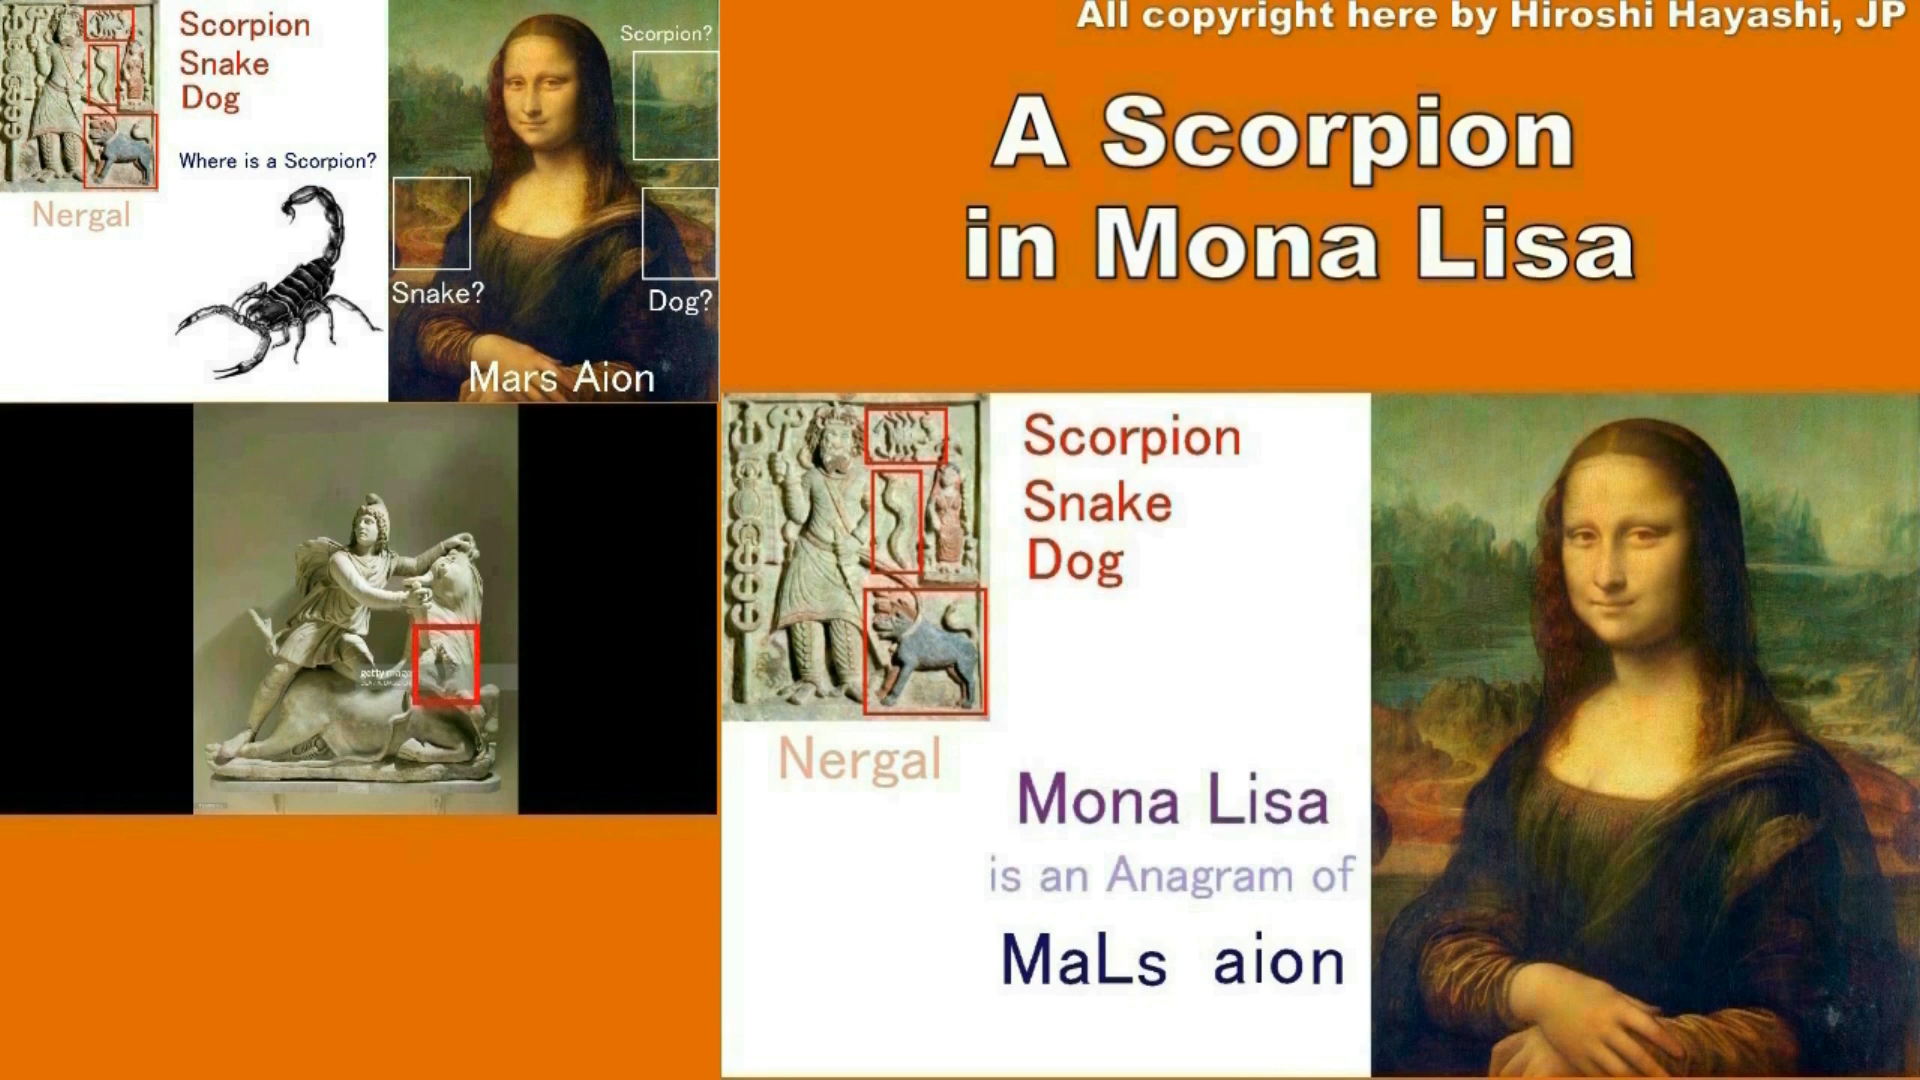 Scorpion
Snake
Dog
Where is a Scorpion?
Nergal
Scorpion?
Snake?
Dog?
Mars Aion
All copyright here by Hiroshi Hayashi, JP
A Scorpion
in Mona Lisa
Scorpion
Snake
Dog
Nergal
Mona Lisa
is an Anagram of
MaLs aion